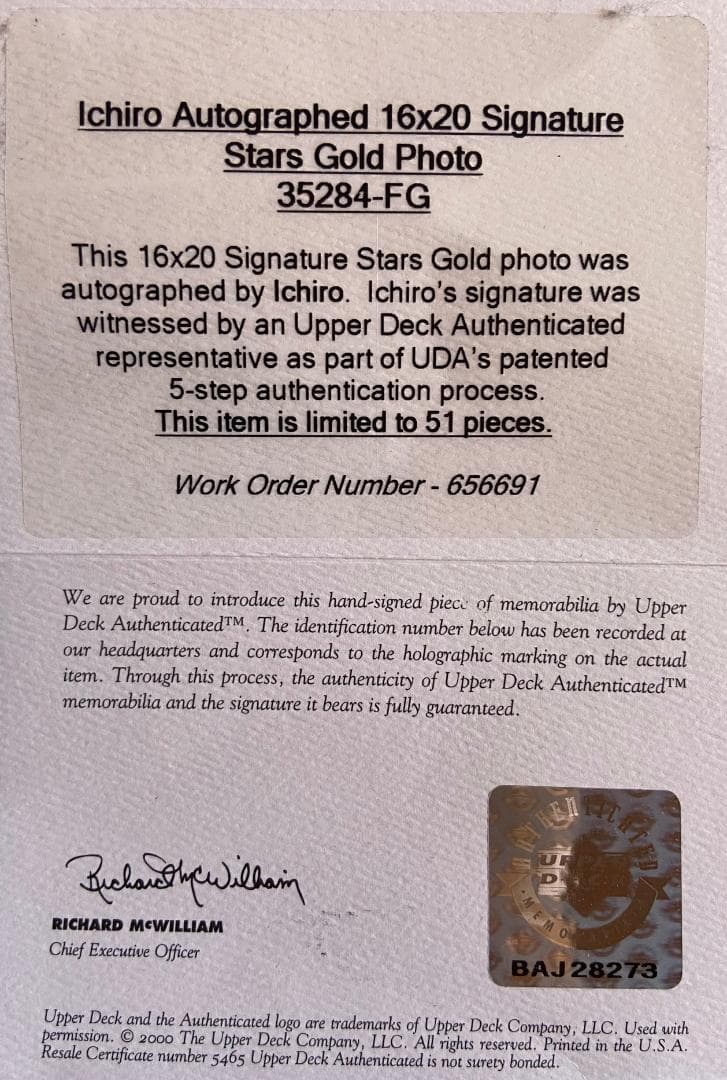 Ichiro Autographed 16x20 Signature
Stars Gold Photo
35284-FG
This 16x20 Signature Stars Gold photo was
autographed by Ichiro. Ichiro's signature was
witnessed by an Upper Deck Authenticated
representative as part of UDA's patented
5-step authentication process.
This item is limited to 51 pieces.
Work Order Number - 656691
We are proud to introduce this hand-signed piece of memorabilia by Upper
Deck Authenticated™. The identification number below has been recorded at
our headquarters and corresponds to the holographic marking on the actual
item. Through this process, the authenticity of Upper Deck Authenticated™
memorabilia and the signature it bears is fully guaranteed.
Richard McWilliam
RICHARD McWILLIAM
Chief Executive Officer
BAJ28273
Upper Deck and the Authenticated logo are trademarks of Upper Deck Company, LLC. Used with
permission. © 2000 The Upper Deck Company, LLC. All rights reserved. Printed in the U.S.A.
Resale Certificate number 5465 Upper Deck Authenticated is not surety bonded.